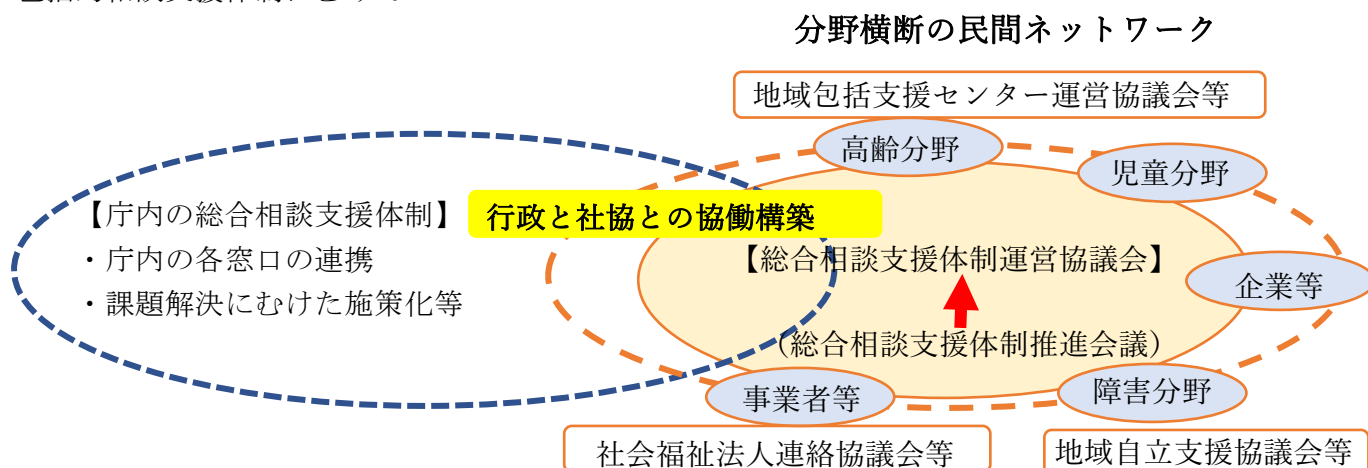 分野横断の民間ネットワーク
地域包括支援センター運営協議会等
高齢分野
児童分野
【庁内の総合相談支援体制】
・庁内の各窓口の連携
・課題解決にむけた施策化等
行政と社協との協働構築
【総合相談支援体制運営協議会】
企業等
（総合相談支援体制推進会議）
事業者等
障害分野
社会福祉法人連絡協議会等
地域自立支援協議会等